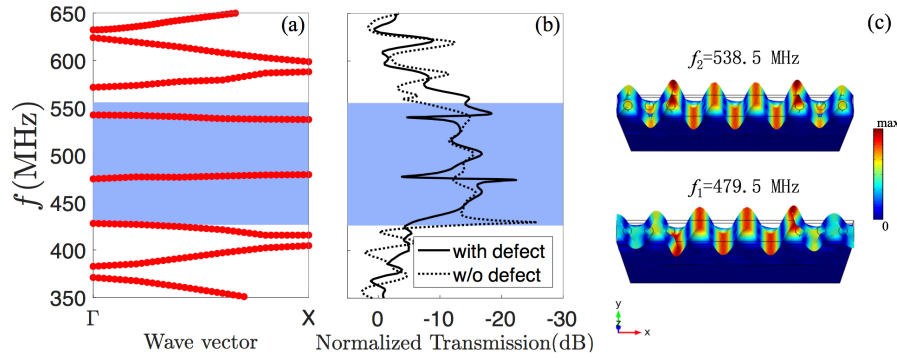 (a)
650
600
550
500
450
400
350
f(MHz)
Γ
X
Wave vector
(b)
with defect
w/o defect
0
-10
-20
-30
Normalized Transmission(dB)
(c)
f2=538.5 MHz
f1=479.5 MHz
max
0
y
z
x